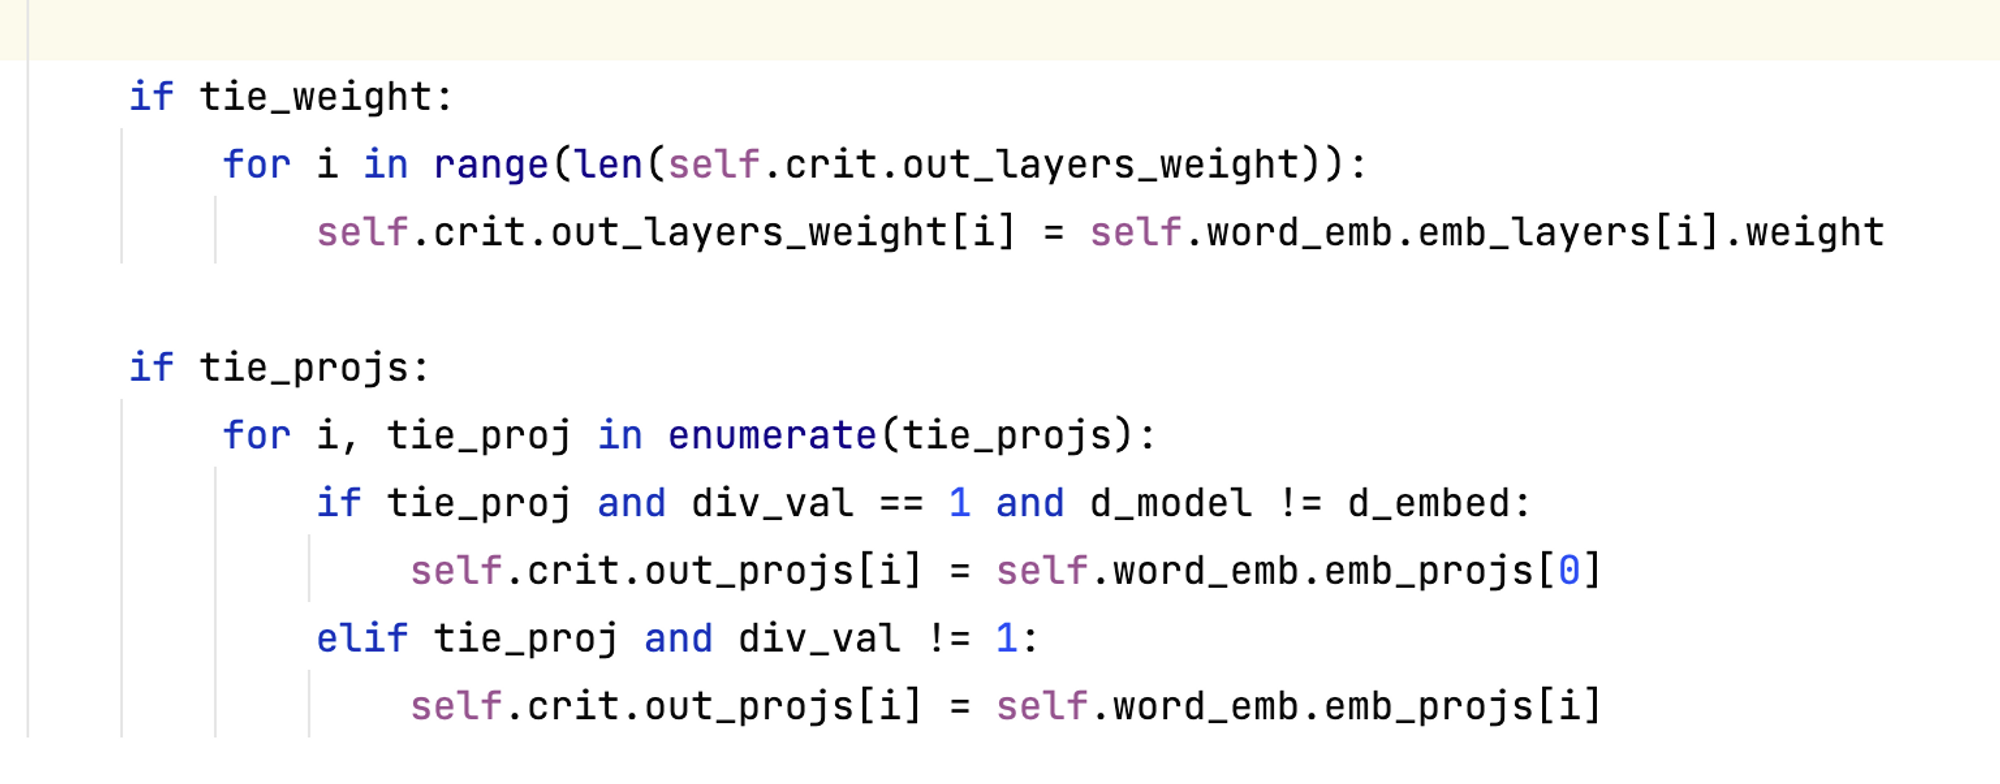 if tie_weight:
    for i in range(len(self.crit.out_layers_weight)):
        self.crit.out_layers_weight[i] = self.word_emb.emb_layers[i].weight

if tie_projs:
    for i, tie_proj in enumerate(tie_projs):
        if tie_proj and div_val == 1 and d_model != d_embed:
            self.crit.out_projs[i] = self.word_emb.emb_projs[0]
        elif tie_proj and div_val != 1:
            self.crit.out_projs[i] = self.word_emb.emb_projs[i]